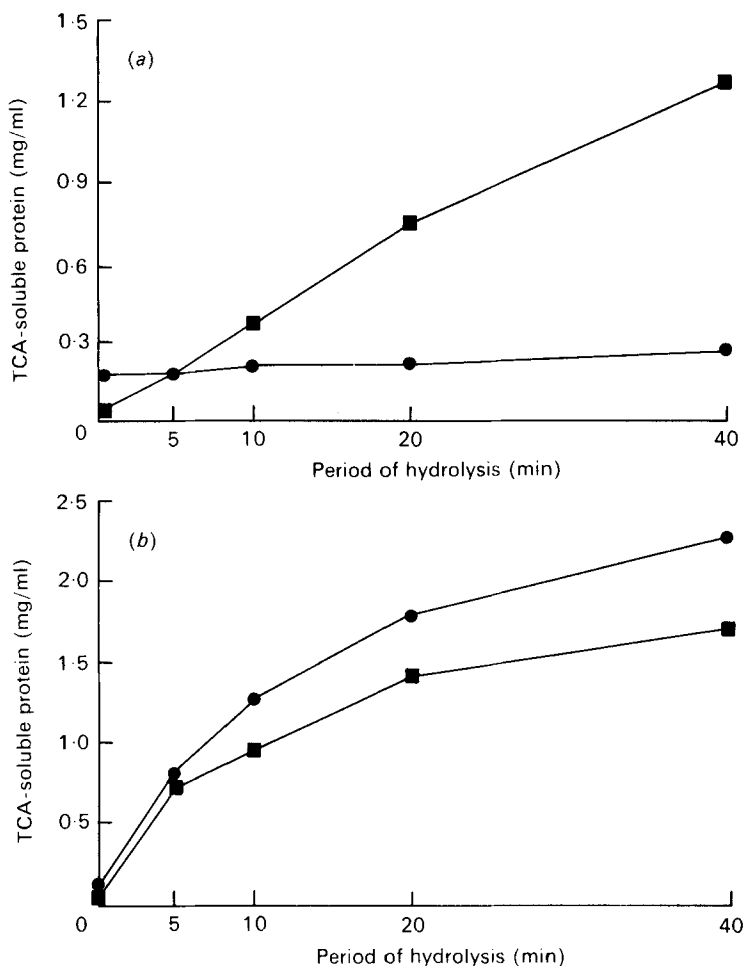 1·5
(a)
1·2
0·9
0·6
0·3
0
TCA-soluble protein (mg/ml)
5 10 20 40
Period of hydrolysis (min)
2·5
(b)
2·0
1·5
1·0
0·5
0
TCA-soluble protein (mg/ml)
5 10 20 40
Period of hydrolysis (min)